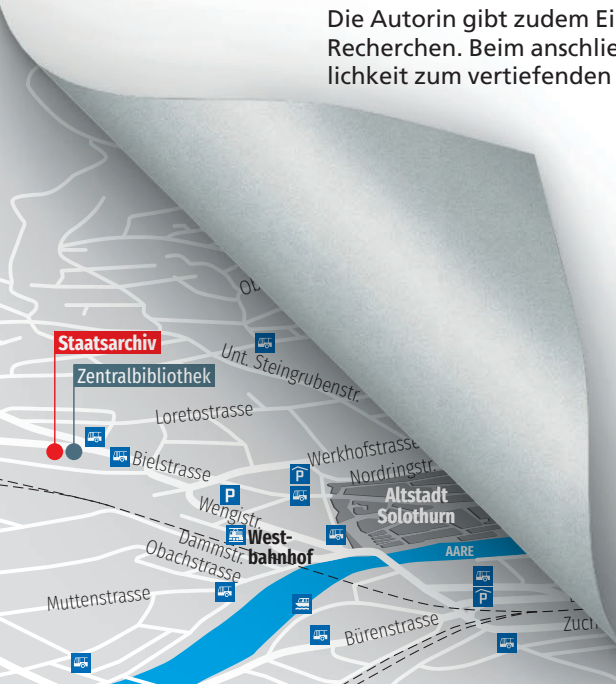 Die Autorin gibt zudem Ei
Recherchen. Beim anschlie
lichkeit zum vertiefenden
Ob
Staatsarchiv
Unt. Steingrubenstr.
Zentralbibliothek
Loretostrasse
Werkhofstrasse
Bielstrasse
P
Nordringstr.
P
Altstadt
Solothurn
Wengistr.
West-
bahnhof
Dammstr.
AARE
Obachstrasse
Muttenstrasse
P
Bürenstrasse
Zuch